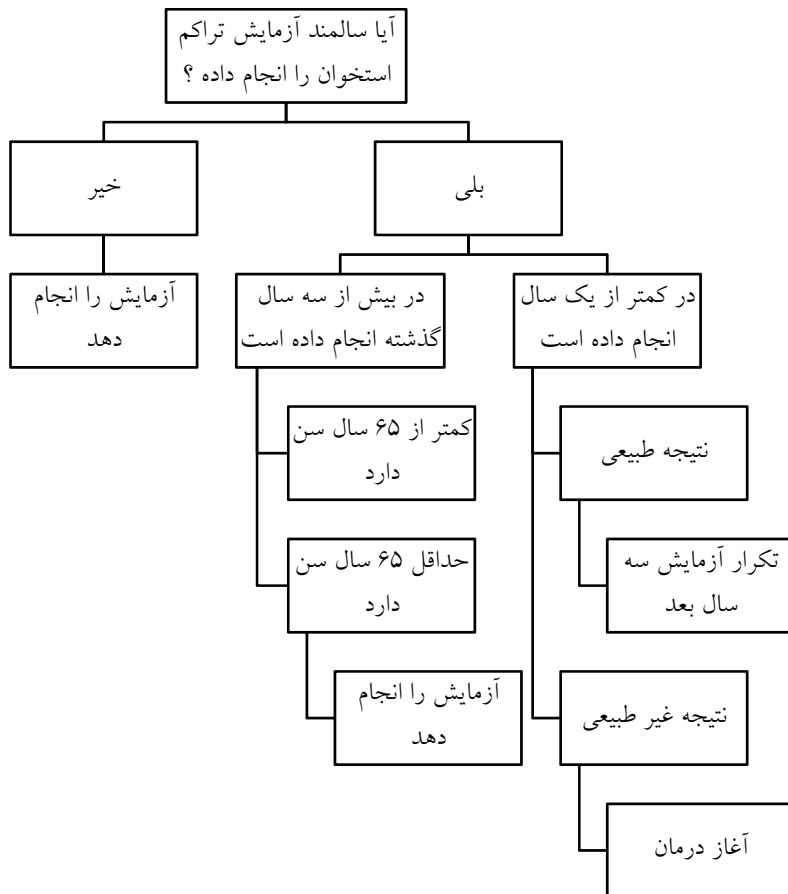 آیا سالمند آزمایش تراکم
استخوان را انجام داده ؟
بلی
خیر
در کمتر از یک سال
انجام داده است
در بیش از سه سال
گذشته انجام داده است
آزمایش را انجام
دهد
نتیجه طبیعی
کمتر از ۶۵ سال سن
دارد
تکرار آزمایش سه
سال بعد
حداقل ۶۵ سال سن
دارد
نتیجه غیر طبیعی
آزمایش را انجام
دهد
آغاز درمان